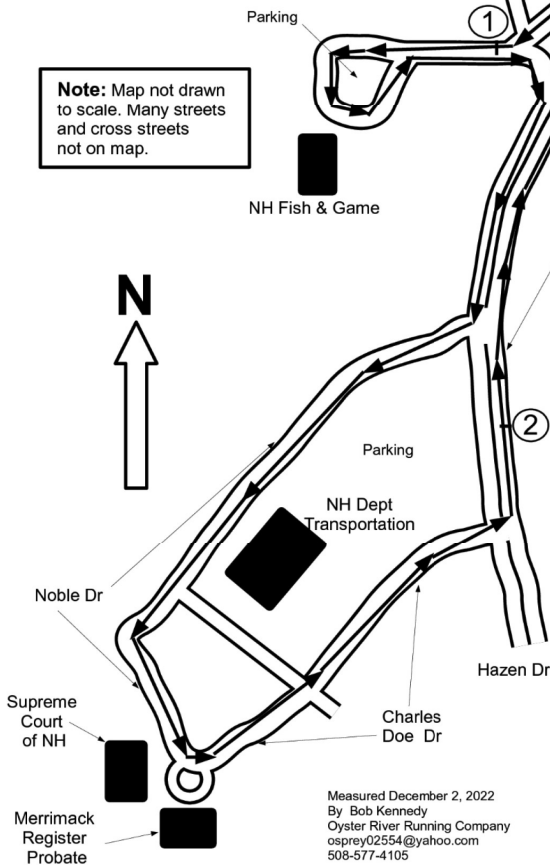 Parking
1
Note: Map not drawn
to scale. Many streets
and cross streets
not on map.
NH Fish & Game
N
2
Parking
NH Dept
Transportation
Noble Dr
Hazen Dr
Supreme
Court
of NH
Charles
Doe Dr
Merrimack
Register
Probate
Measured December 2, 2022
By Bob Kennedy
Oyster River Running Company
osprey02554@yahoo.com
508-577-4105